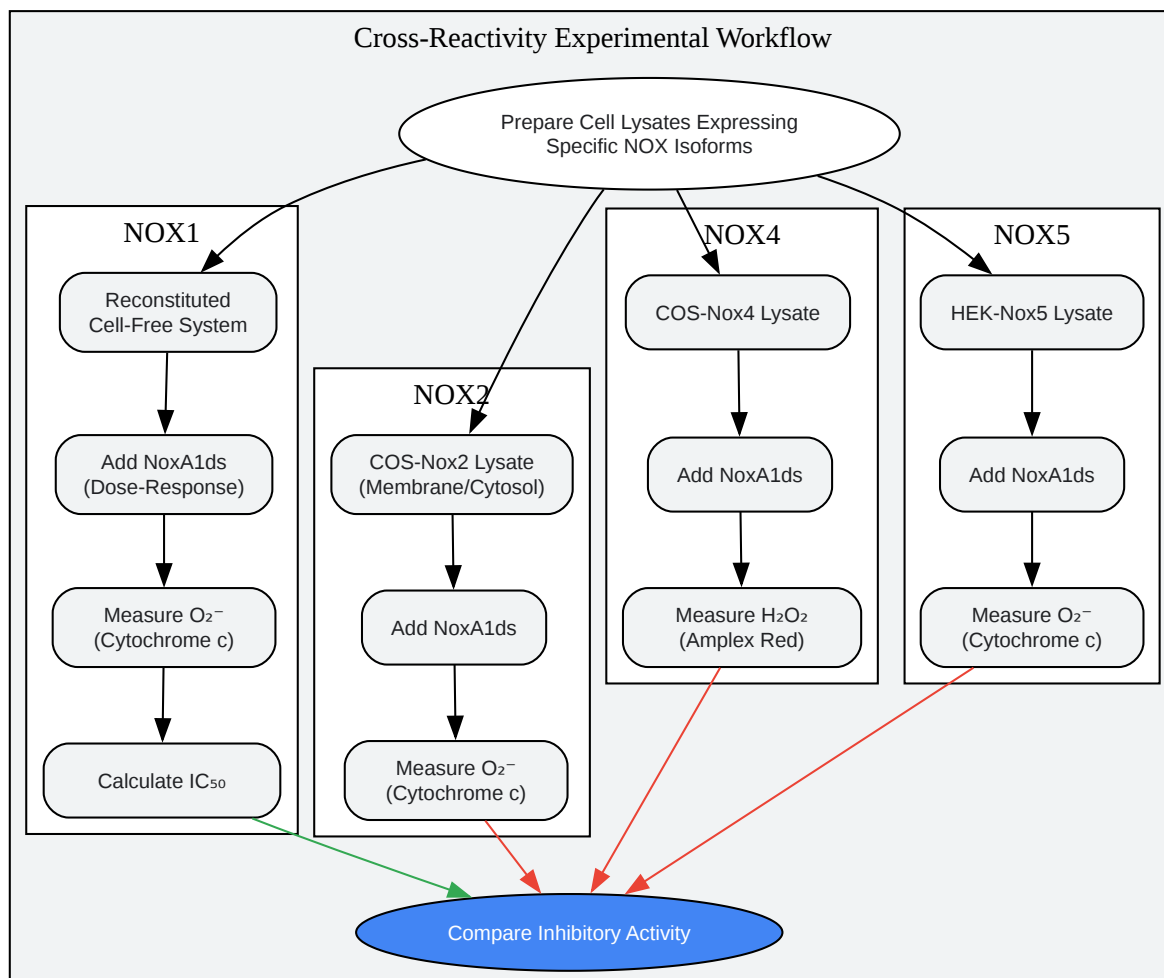 Cross-Reactivity Experimental Workflow
Prepare Cell Lysates Expressing
Specific NOX Isoforms
NOX1
Reconstituted
Cell-Free System
Add NoxA1ds
(Dose-Response)
Measure O₂⁻
(Cytochrome c)
Calculate IC₅₀
NOX2
COS-Nox2 Lysate
(Membrane/Cytosol)
Add NoxA1ds
Measure O₂⁻
(Cytochrome c)
NOX4
COS-Nox4 Lysate
Add NoxA1ds
Measure H₂O₂
(Amplex Red)
NOX5
HEK-Nox5 Lysate
Add NoxA1ds
Measure O₂⁻
(Cytochrome c)
Compare Inhibitory Activity